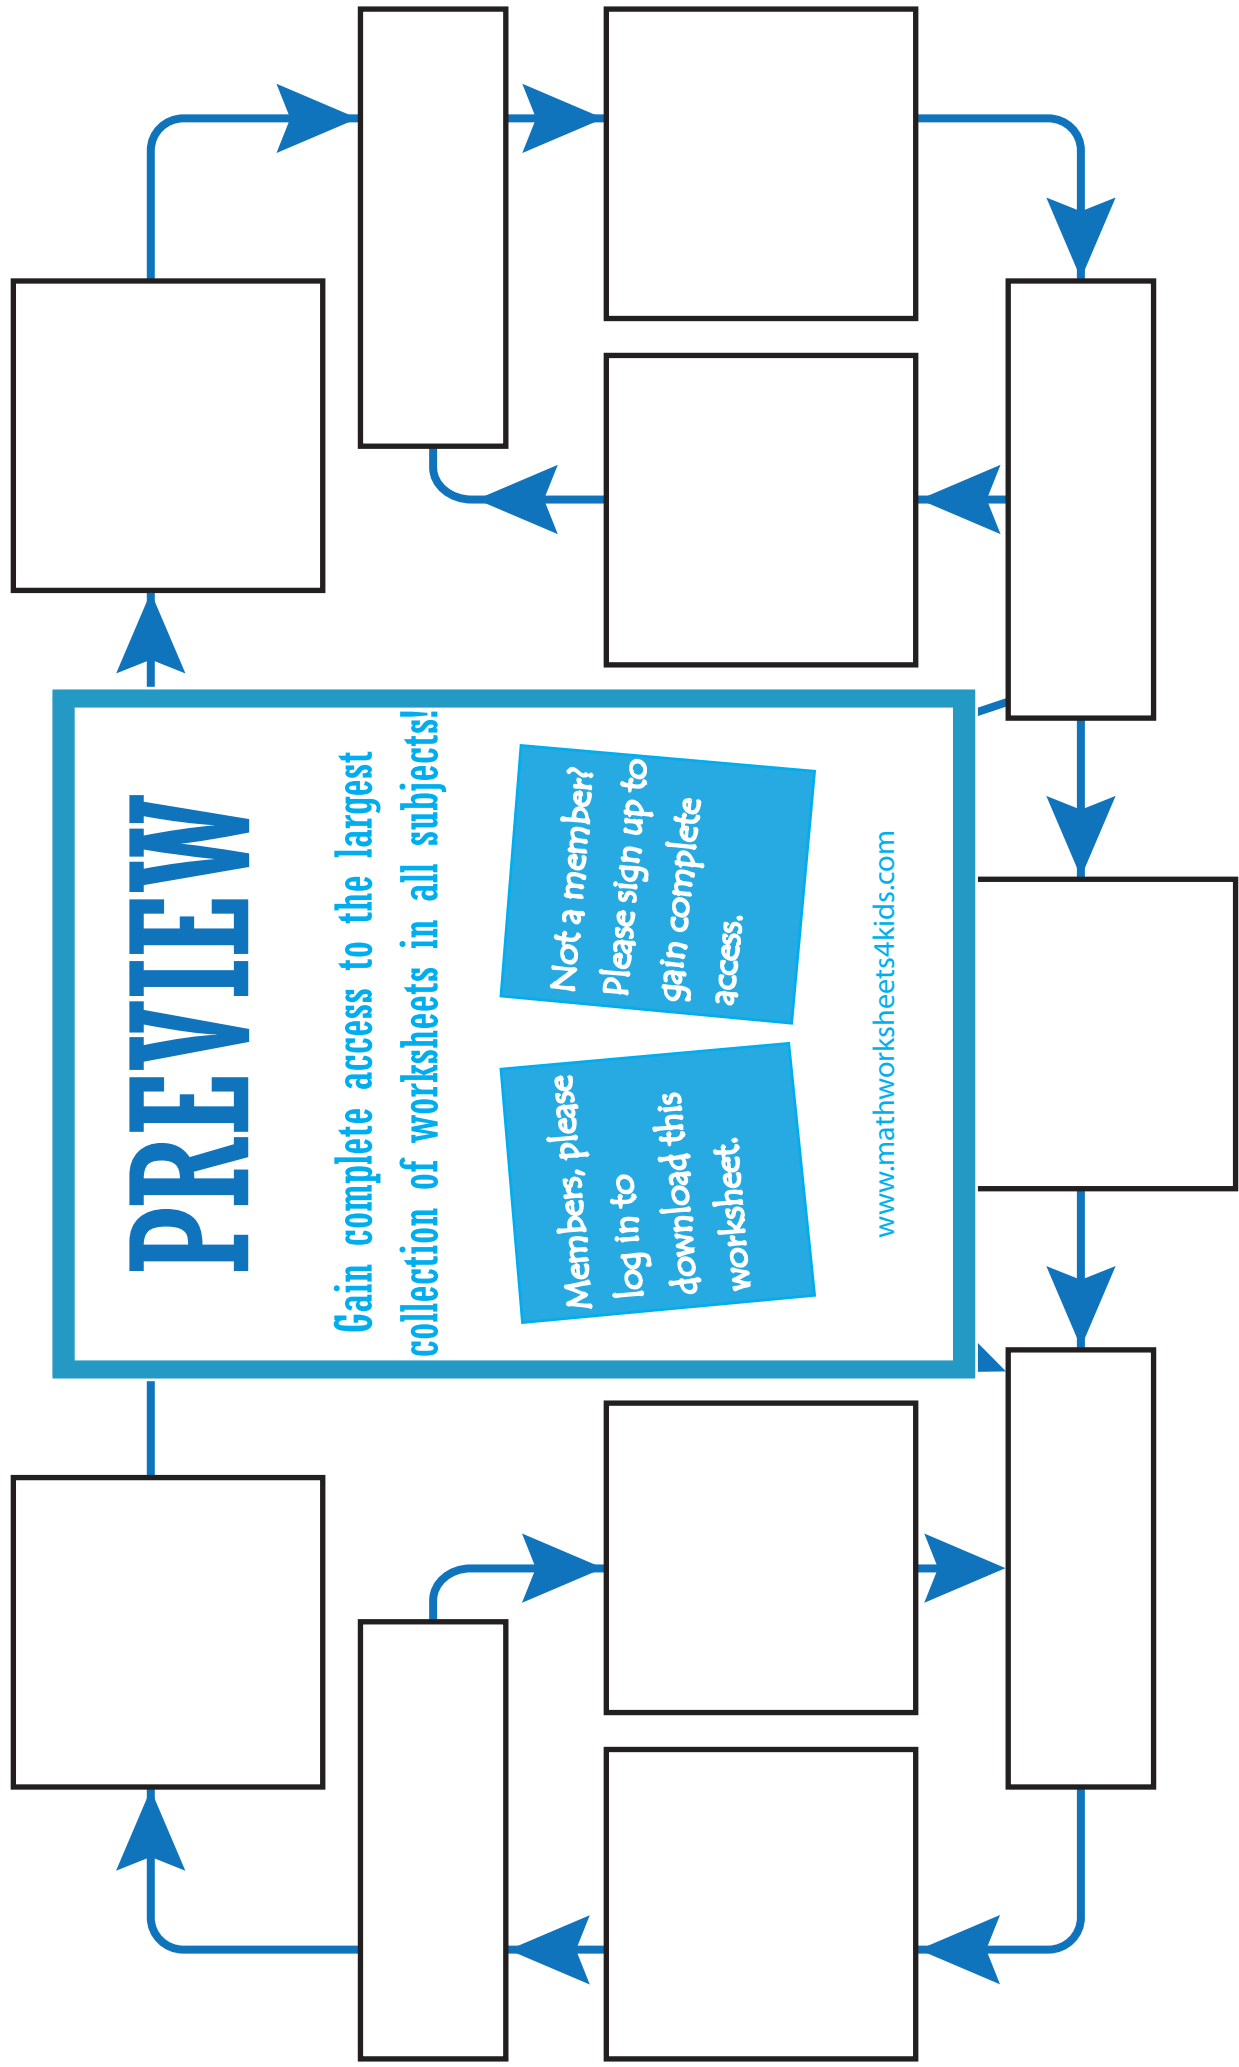 PREVIEW
Gain complete access to the largest
collection of worksheets in all subjects!
Members, please
log in to
download this
worksheet.
Not a member?
Please sign up to
gain complete
access.
www.mathworksheets4kids.com